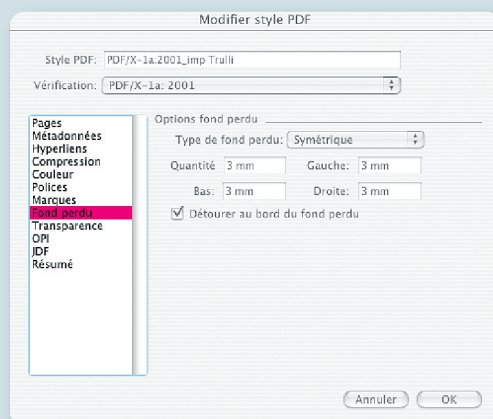 Modifier style PDF
Style PDF: PDF/X-1a:2001_imp Trulli
Vérification: PDF/X-1a: 2001
Pages
Métadonnées
Hyperliens
Compression
Couleur
Polices
Marques
Fond perdu
Transparence
OPI
JDF
Résumé
Options fond perdu
Type de fond perdu: Symétrique
Quantité 3 mm Gauche: 3 mm
Bas: 3 mm Droite: 3 mm
Détourer au bord du fond perdu
Annuler OK